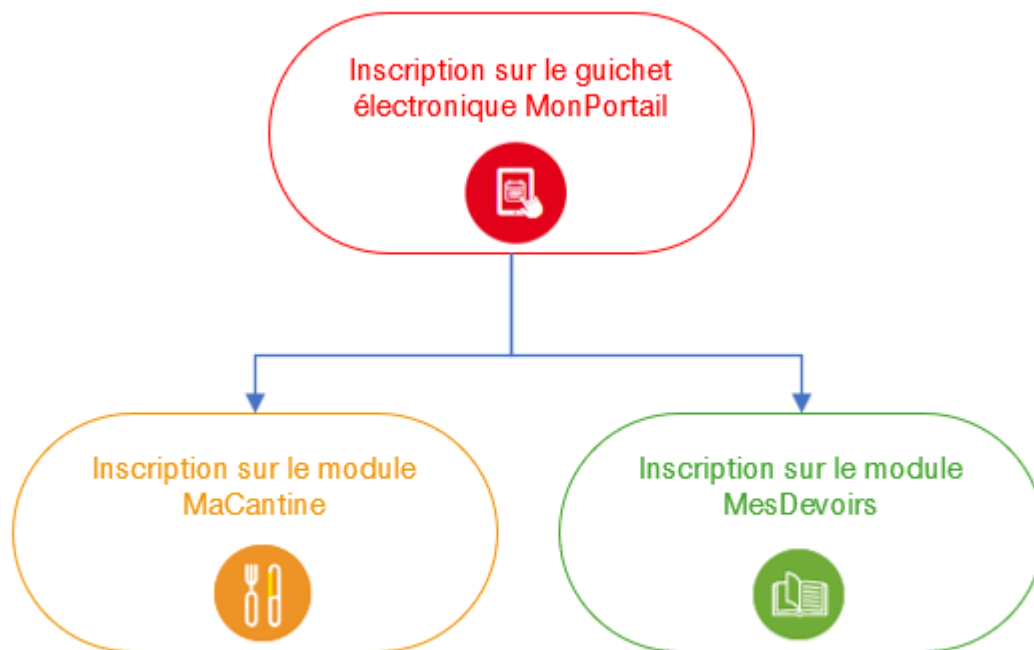 Inscription sur le guichet
électronique MonPortail
Inscription sur le module
MaCantine
Inscription sur le module
MesDevoirs